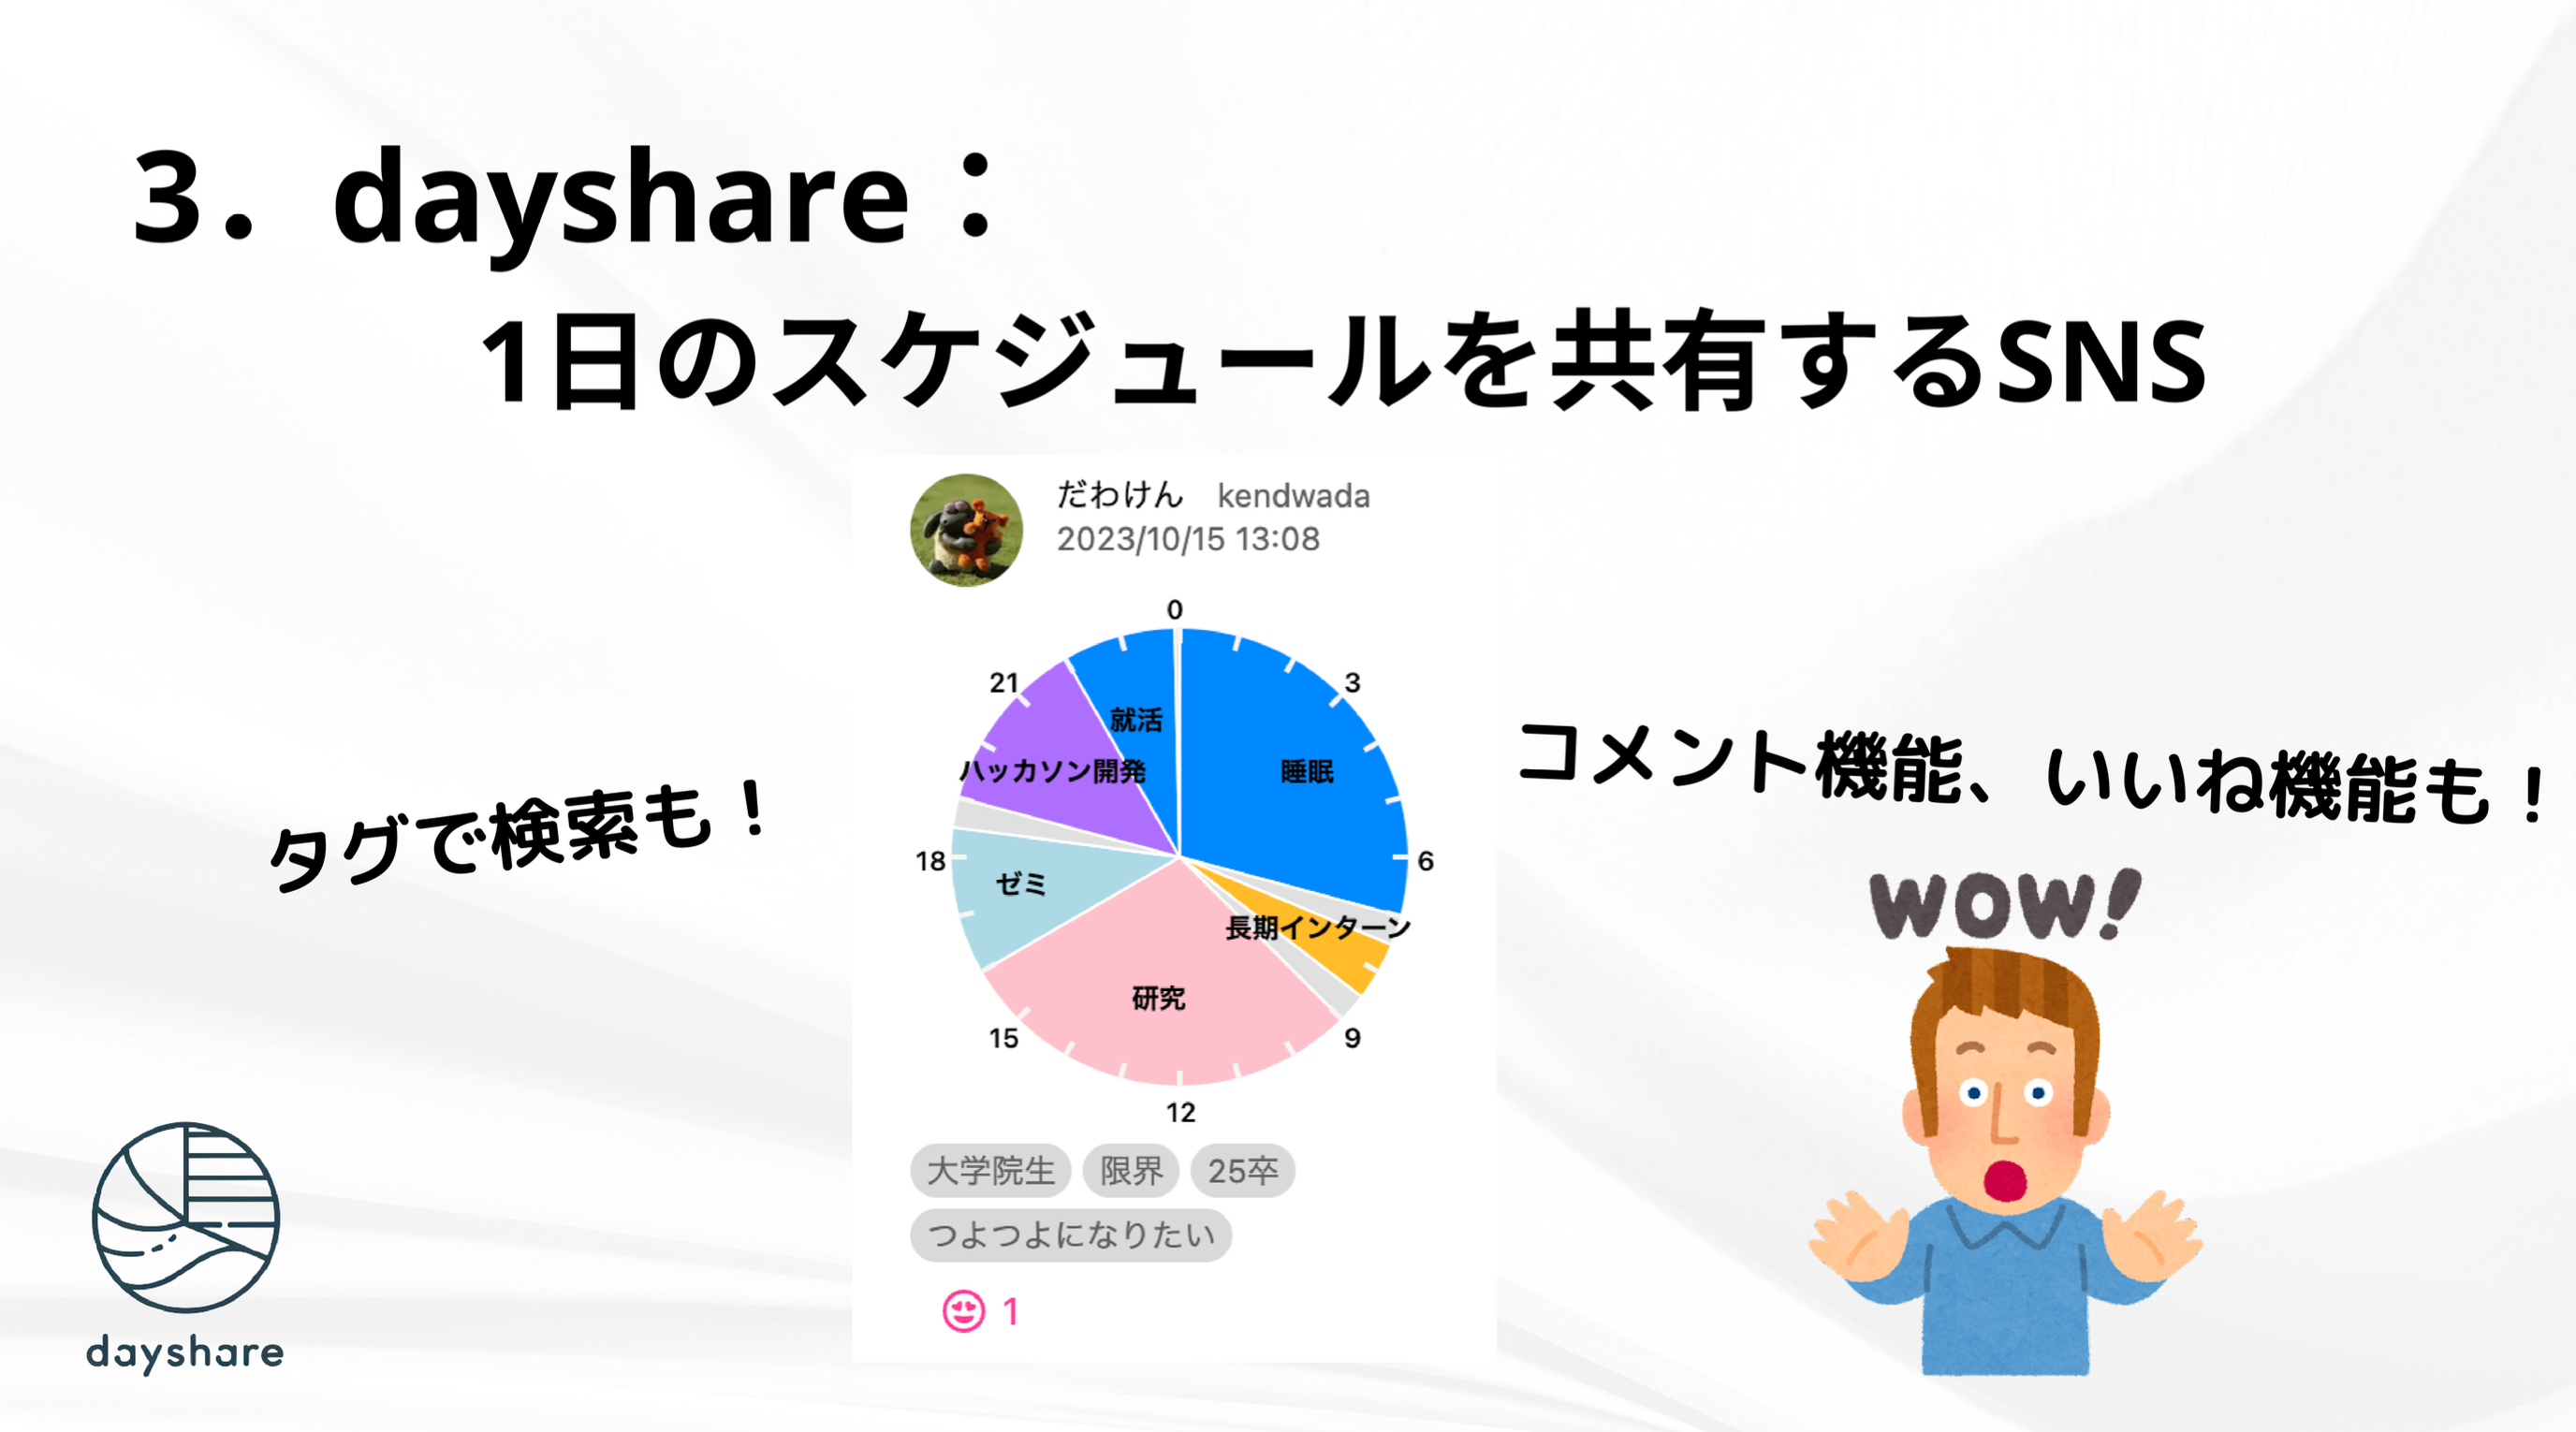 3. dayshare：
1日のスケジュールを共有するSNS
だわけん kendwada
2023/10/15 13:08
0
21
3
就活
ハッカソン開発
睡眠
タグで検索も！
コメント機能、いいね機能も！
18
6
ゼミ
長期インターン
研究
15
9
12
WOW!
大学院生 限界 25卒
つよつよになりたい
1
dayshare